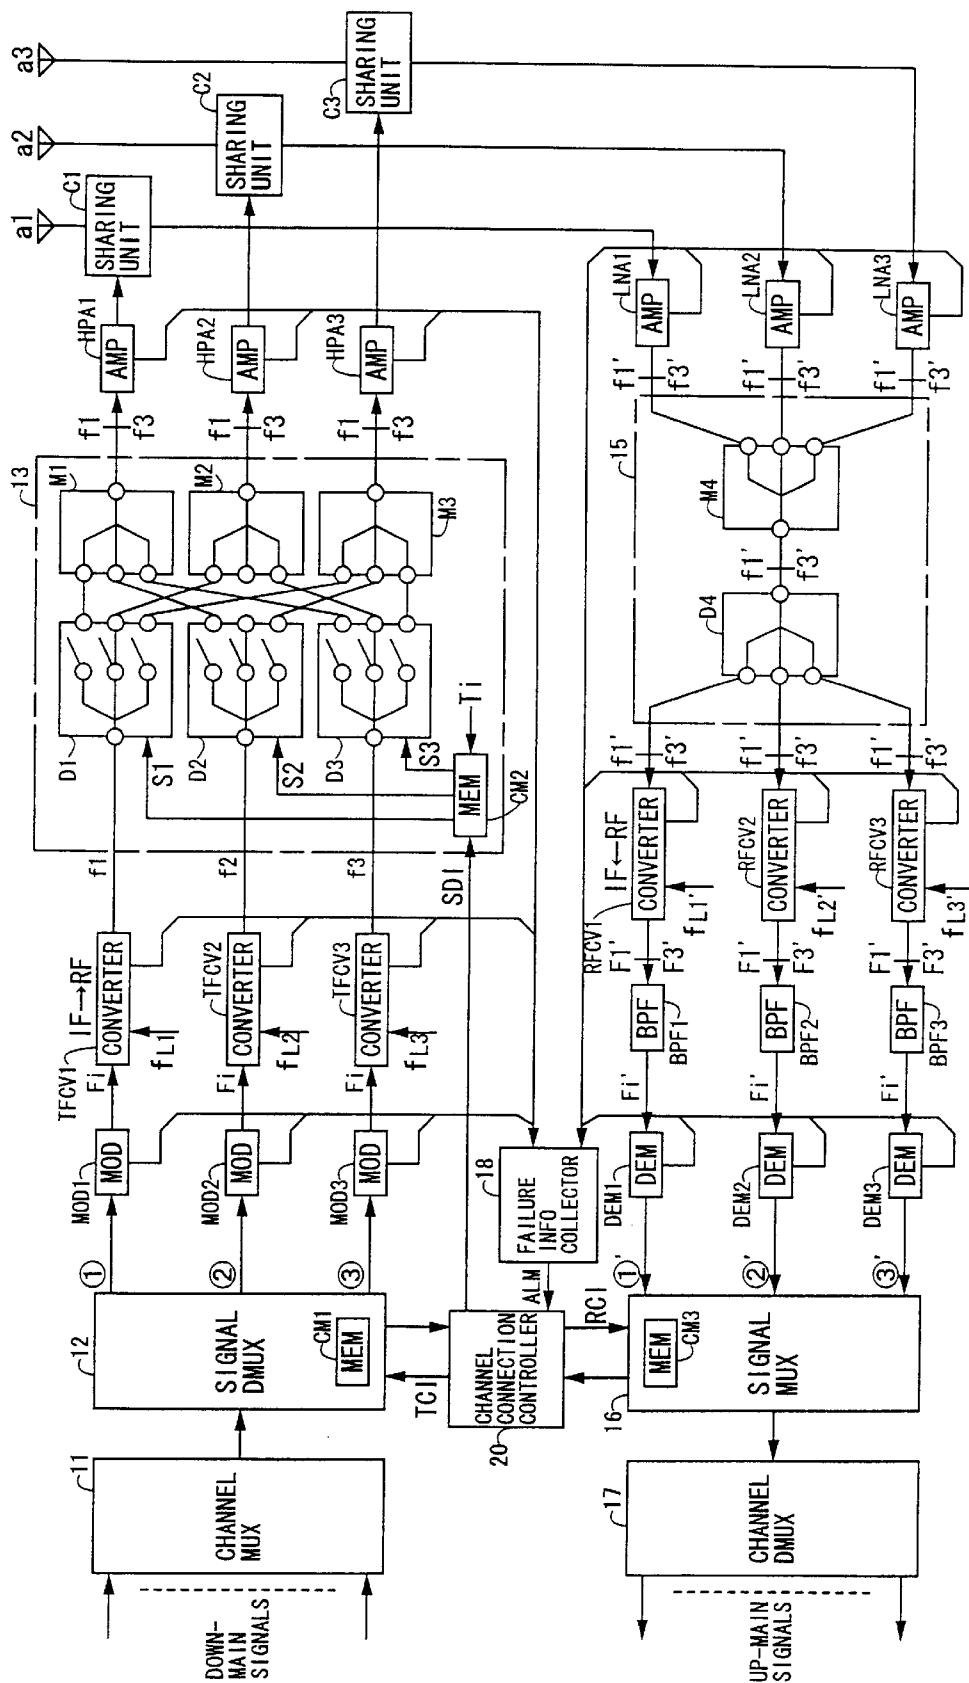 DOWN-
MAIN
SIGNALS
11
CHANNEL
MUX
12
SIGNAL
DMUX
CM1
MEM
①
②
③
MOD1
MOD
MOD2
MOD
MOD3
MOD
Fi
Fi
Fi
TFCV1
IF→RF
CONVERTER
fL1
TFCV2
CONVERTER
fL2
TFCV3
CONVERTER
fL3
f1
f2
f3
13
D1
D2
D3
S1
S2
S3
MEM
CM2
Ti
SDI
M1
M2
M3
f1
f3
f1
f3
f1
f3
HPA1
AMP
HPA2
AMP
HPA3
AMP
C1
SHARING
UNIT
C2
SHARING
UNIT
C3
SHARING
UNIT
a1
a2
a3
TCI
20
CHANNEL
CONNECTION
CONTROLLER
ALM
RCI
18
FAILURE
INFO
COLLECTOR
UP-MAIN
SIGNALS
17
CHANNEL
DMUX
16
SIGNAL
MUX
MEM
CM3
①'
②'
③'
DEM1
DEM
DEM2
DEM
DEM3
DEM
Fi'
Fi'
Fi'
BPF
BPF1
BPF
BPF2
BPF
BPF3
F1'
F3'
F1'
F3'
F1'
F3'
RFCV1
IF←RF
CONVERTER
fL1'
RFCV2
CONVERTER
fL2'
RFCV3
CONVERTER
fL3'
f1'
f3'
f1'
f3'
f1'
f3'
15
D4
f1'
f3'
M4
f1'
f3'
f1'
f3'
f1'
f3'
LNA1
AMP
LNA2
AMP
LNA3
AMP